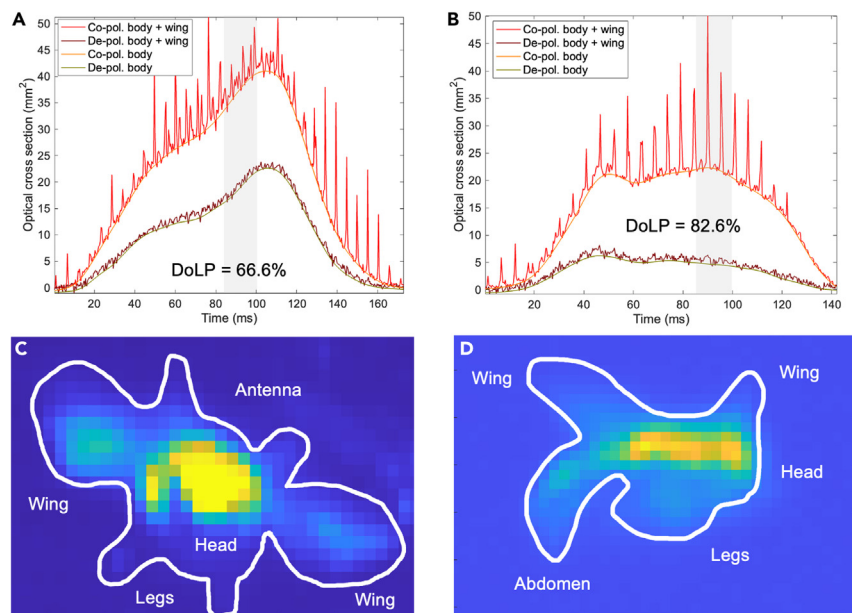 A
Co-pol. body + wing
De-pol. body + wing
Co-pol. body
De-pol. body
Optical cross section (mm²)
50
45
40
35
30
25
20
15
10
5
0
DoLP = 66.6%
20 40 60 80 100 120 140 160
Time (ms)
B
Co-pol. body + wing
De-pol. body + wing
Co-pol. body
De-pol. body
Optical cross section (mm²)
50
45
40
35
30
25
20
15
10
5
0
DoLP = 82.6%
20 40 60 80 100 120 140
Time (ms)
C
Antenna
Wing
Head
Legs
Wing
D
Wing
Wing
Head
Legs
Abdomen